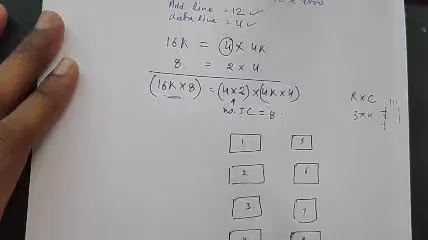 Add line = 12 ✓
data line = 4 ✓
16K = 4 × 4K
8 = 2 × 4
(16K × 8) = (4 × 2) × (4K × 4)
no. IC = 8.
R × C
1 5
2 6
3 7
4 8